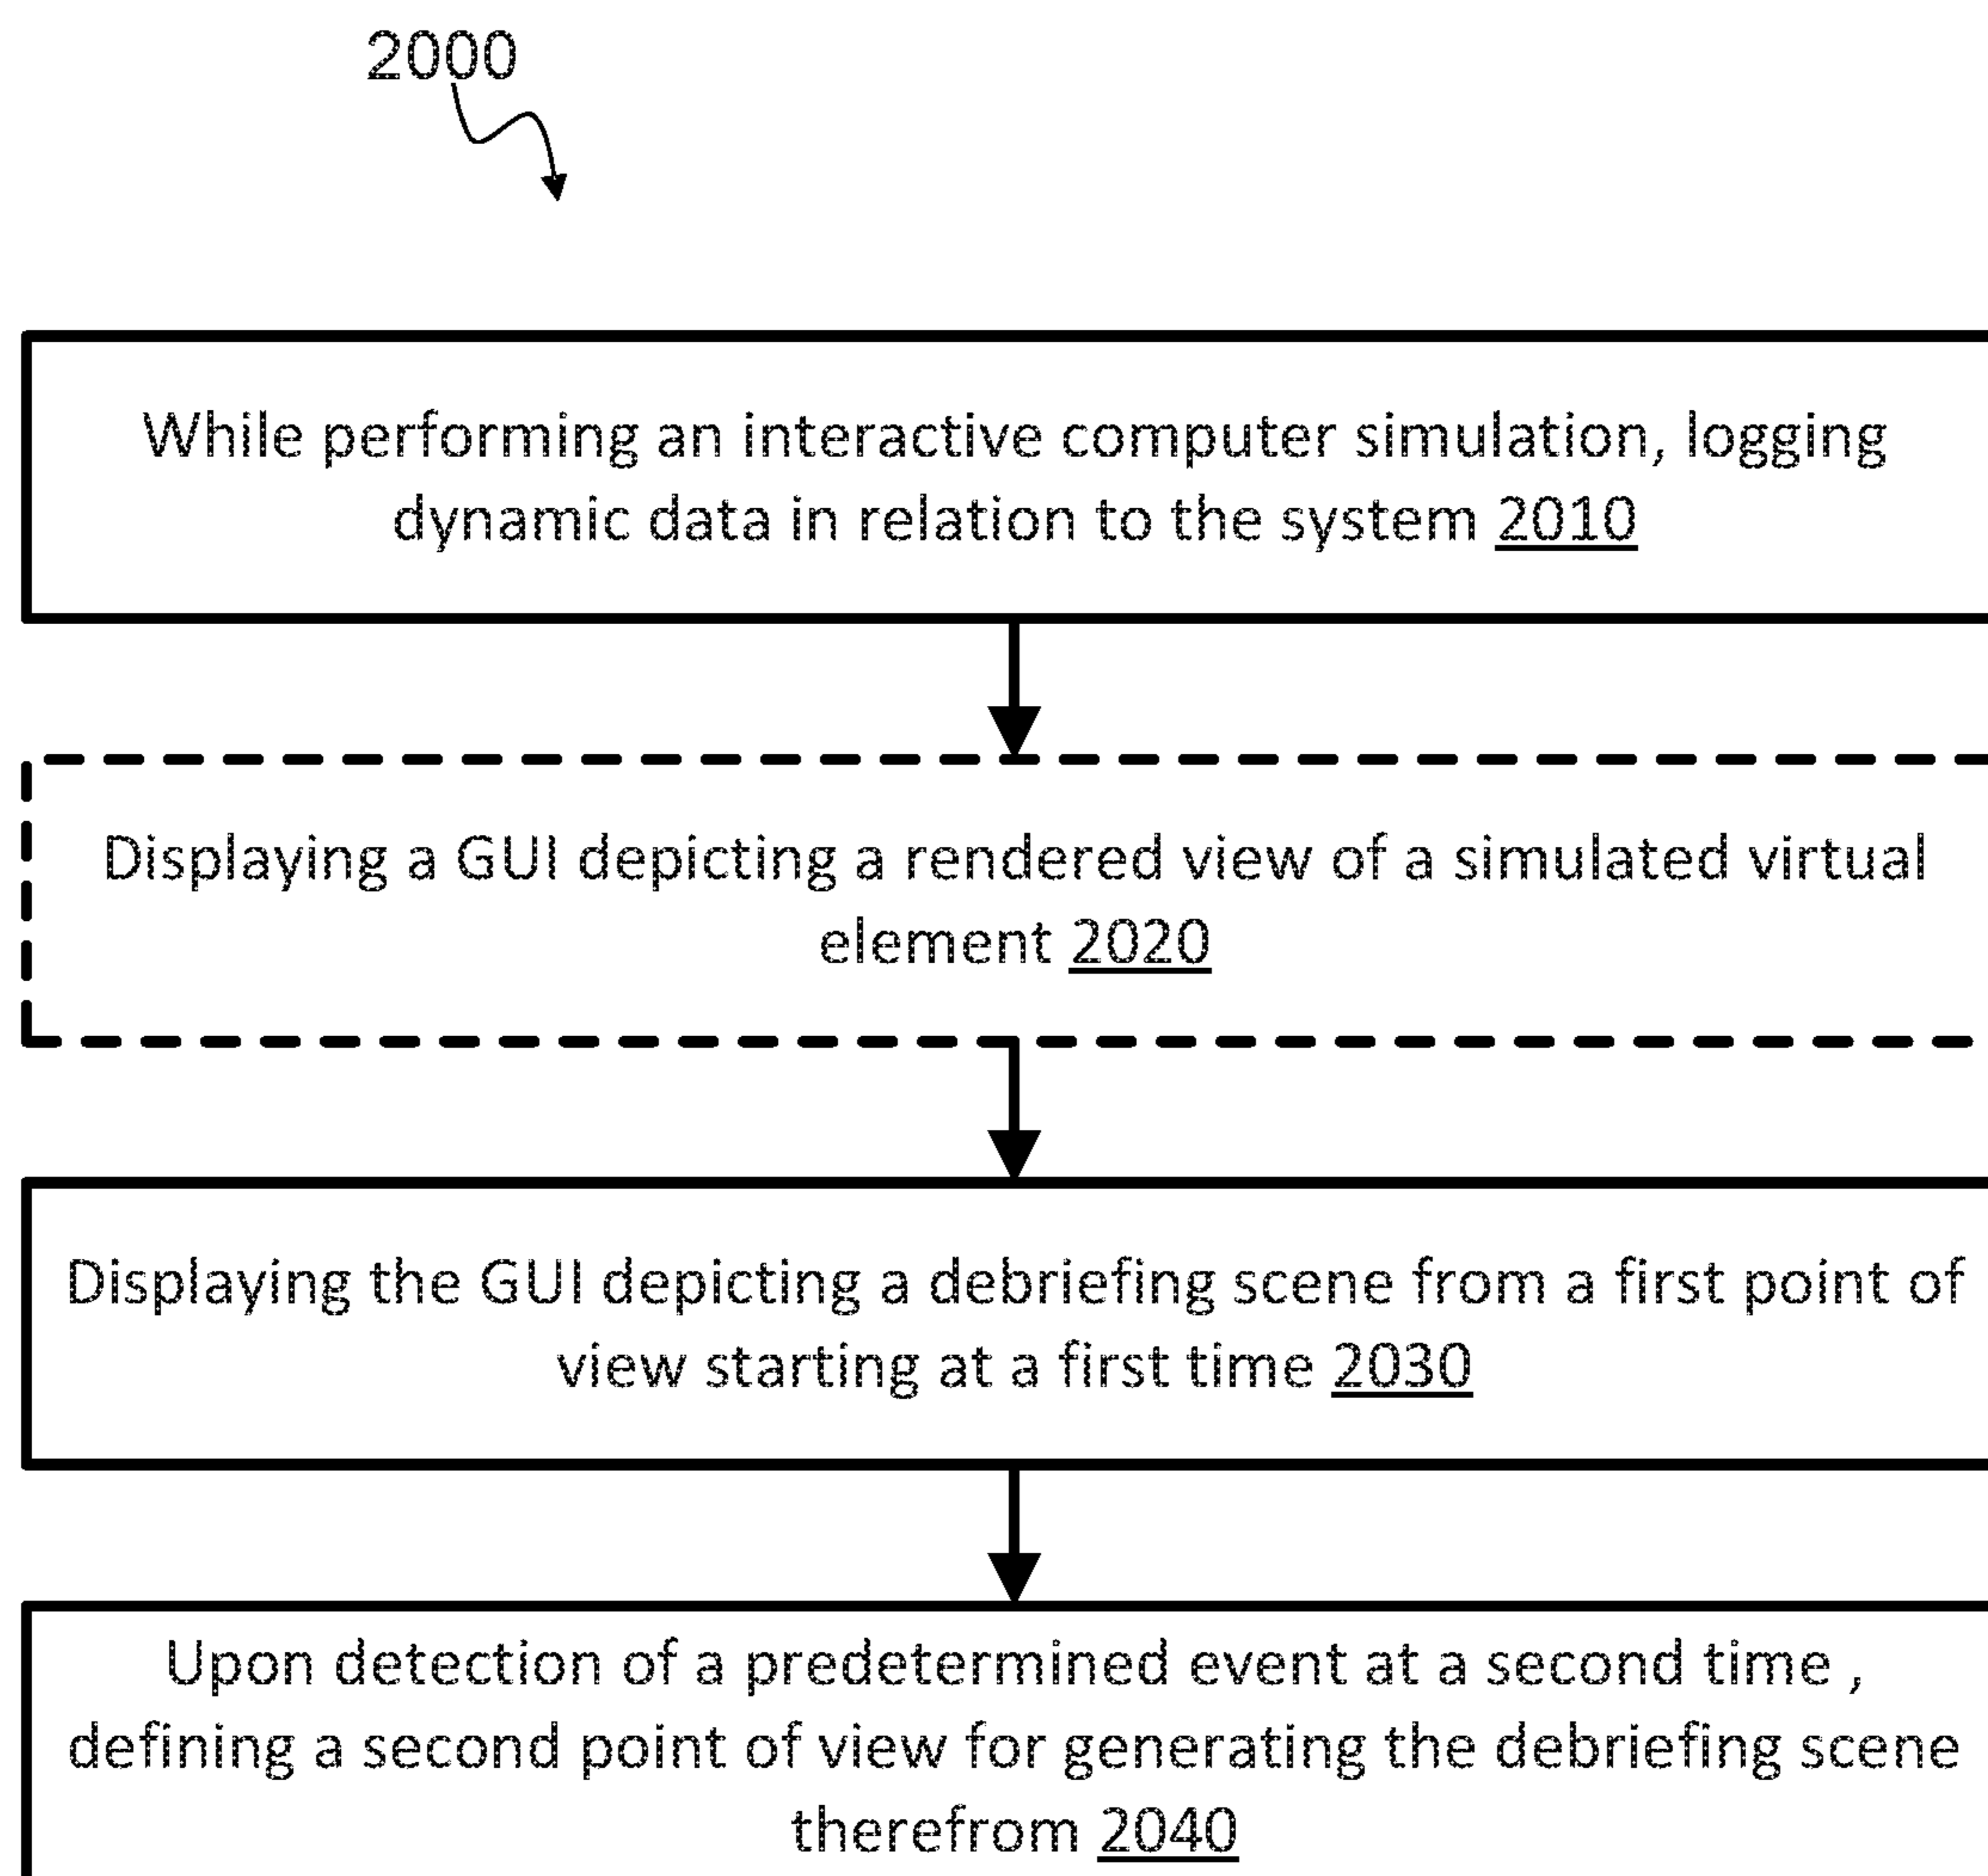 2000
While performing an interactive computer simulation, logging
dynamic data in relation to the system 2010
Displaying a GUI depicting a rendered view of a simulated virtual
element 2020
Displaying the GUI depicting a debriefing scene from a first point of
view starting at a first time 2030
Upon detection of a predetermined event at a second time ,
defining a second point of view for generating the debriefing scene
therefrom 2040